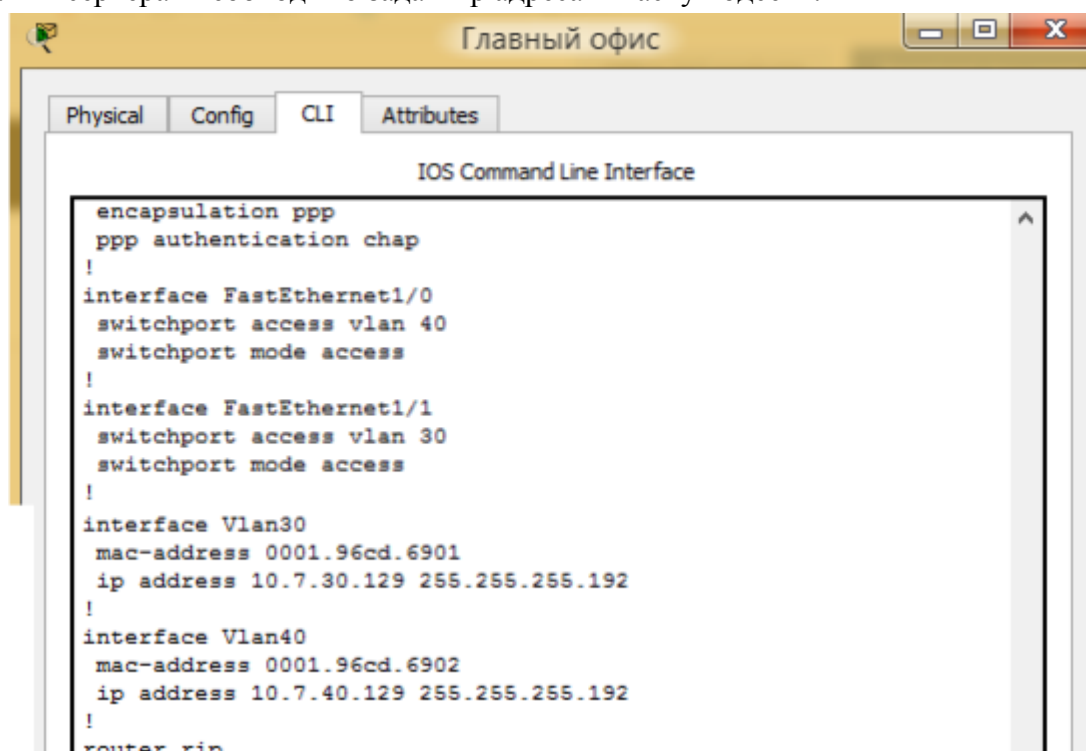 Главный офис
Physical Config CLI Attributes
IOS Command Line Interface
encapsulation ppp
ppp authentication chap
!
interface FastEthernet1/0
switchport access vlan 40
switchport mode access
!
interface FastEthernet1/1
switchport access vlan 30
switchport mode access
!
interface Vlan30
mac-address 0001.96cd.6901
ip address 10.7.30.129 255.255.255.192
!
interface Vlan40
mac-address 0001.96cd.6902
ip address 10.7.40.129 255.255.255.192
!
router rip